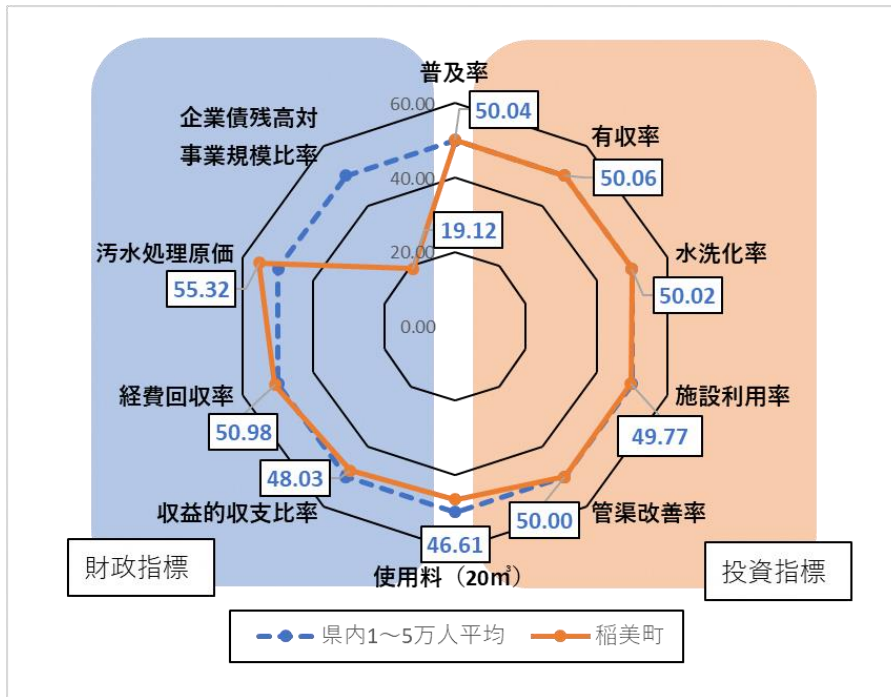 普及率
60.00
50.04
企業債残高対
事業規模比率
有収率
50.06
40.00
19.12
20.00
汚水処理原価
55.32
水洗化率
50.02
0.00
経費回収率
50.98
施設利用率
49.77
48.03
収益的収支比率
50.00
管渠改善率
46.61
使用料（20㎥）
財政指標
投資指標
県内1～5万人平均
稲美町